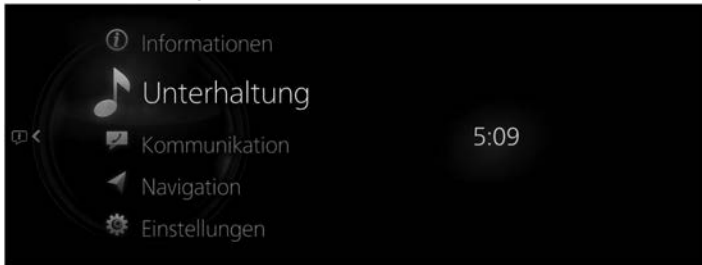 Informationen
Unterhaltung
Kommunikation
5:09
Navigation
Einstellungen